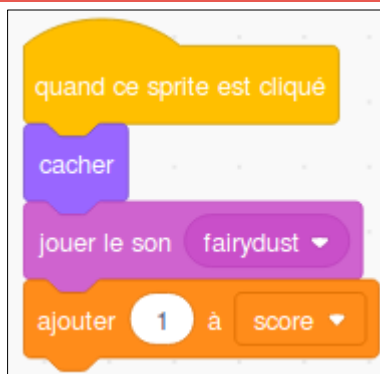 quand ce sprite est cliqué
cacher
jouer le son fairydust
ajouter 1 à score